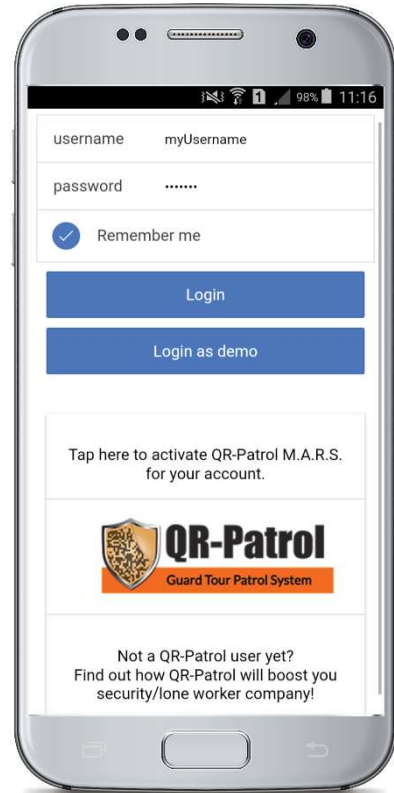 1 98% 11:16
username myUsername
password •••••••
Remember me
Login
Login as demo
Tap here to activate QR-Patrol M.A.R.S.
for your account.
QR-Patrol
Guard Tour Patrol System
Not a QR-Patrol user yet?
Find out how QR-Patrol will boost you
security/lone worker company!